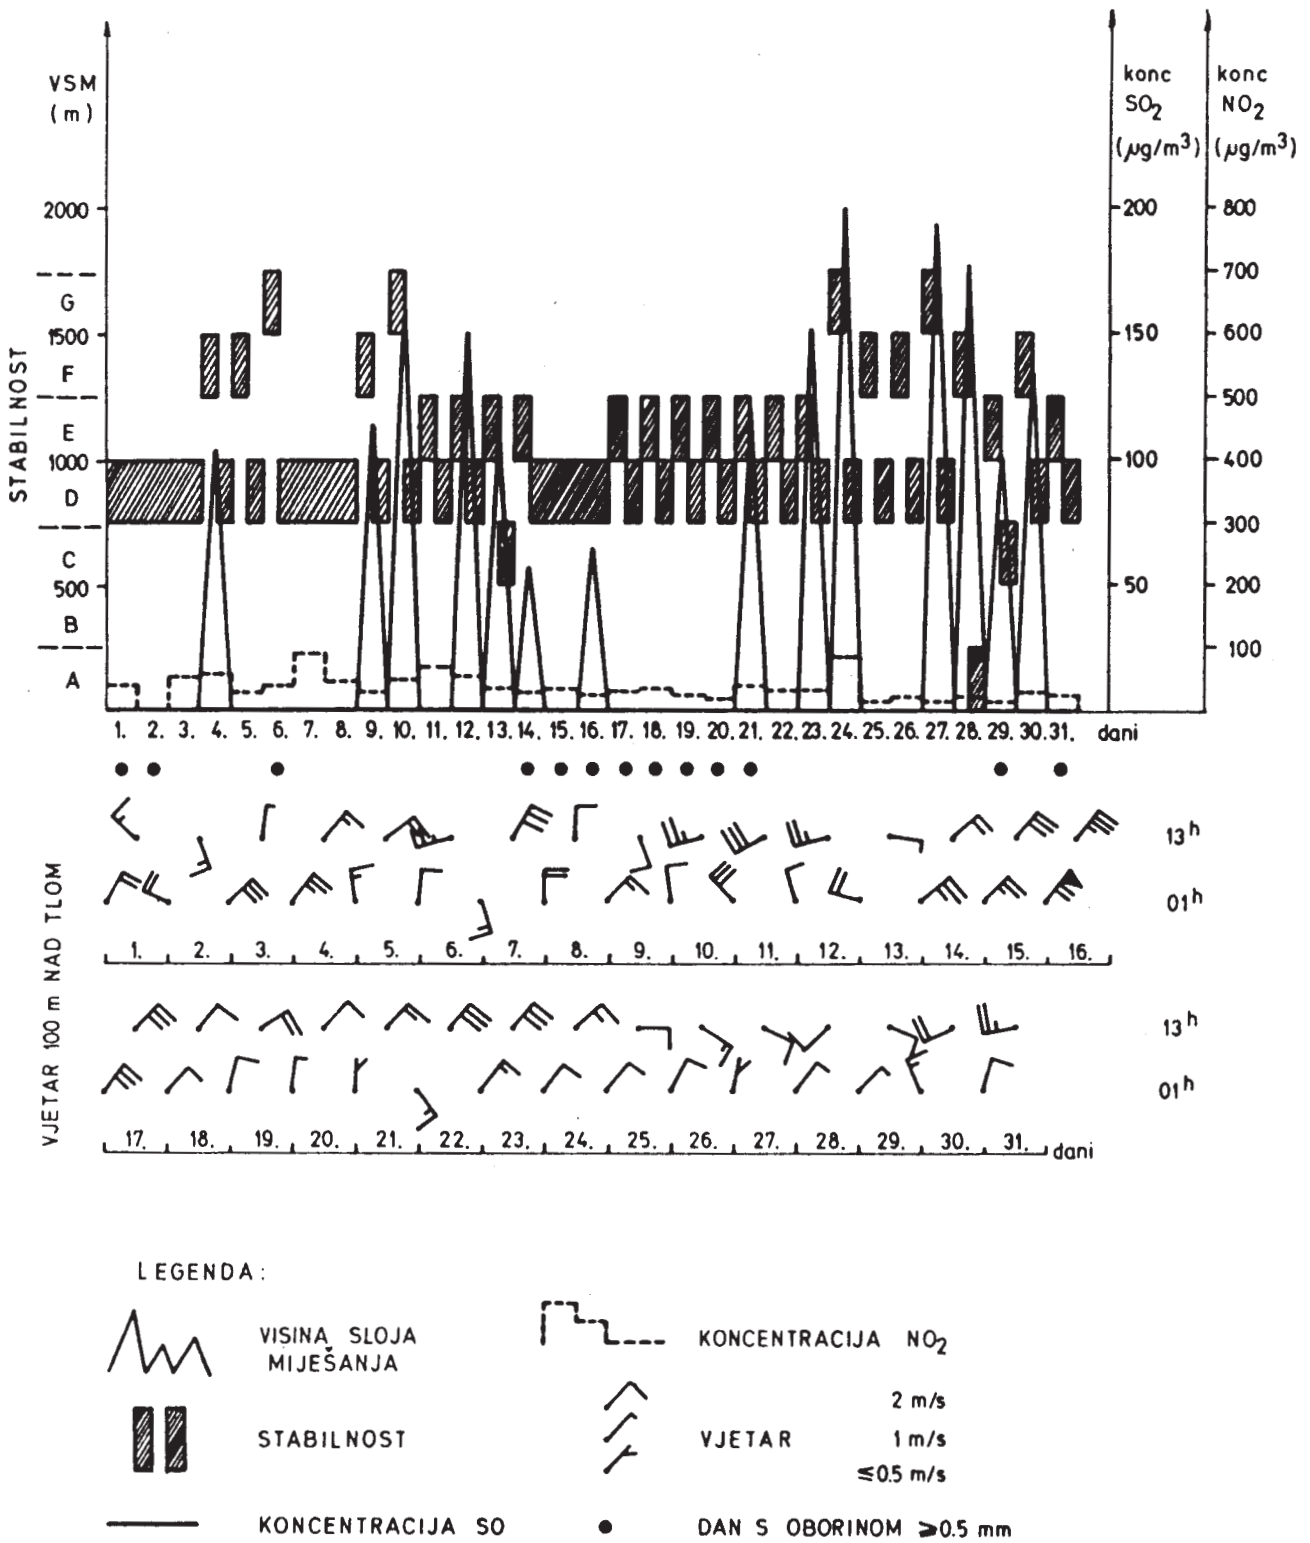 VSM
(m)
konc
SO2
(µg/m3)
konc
NO2
(µg/m3)
2000
200
800
700
G
1500
150
600
F
500
E
1000
100
400
D
300
C
500
50
200
B
100
A
STABILNOST
1. 2. 3. 4. 5. 6. 7. 8. 9. 10. 11. 12. 13. 14. 15. 16. 17. 18. 19. 20. 21. 22. 23. 24. 25. 26. 27. 28. 29. 30. 31. dani
13h
01h
1. 2. 3. 4. 5. 6. 7. 8. 9. 10. 11. 12. 13. 14. 15. 16.
VJETAR 100 m NAD TLOM
13h
01h
17. 18. 19. 20. 21. 22. 23. 24. 25. 26. 27. 28. 29. 30. 31. dani
LEGENDA:
VISINA SLOJA
MIJEŠANJA
KONCENTRACIJA NO2
STABILNOST
VJETAR
2 m/s
1 m/s
≤0.5 m/s
KONCENTRACIJA SO
DAN S OBORINOM ≥0.5 mm